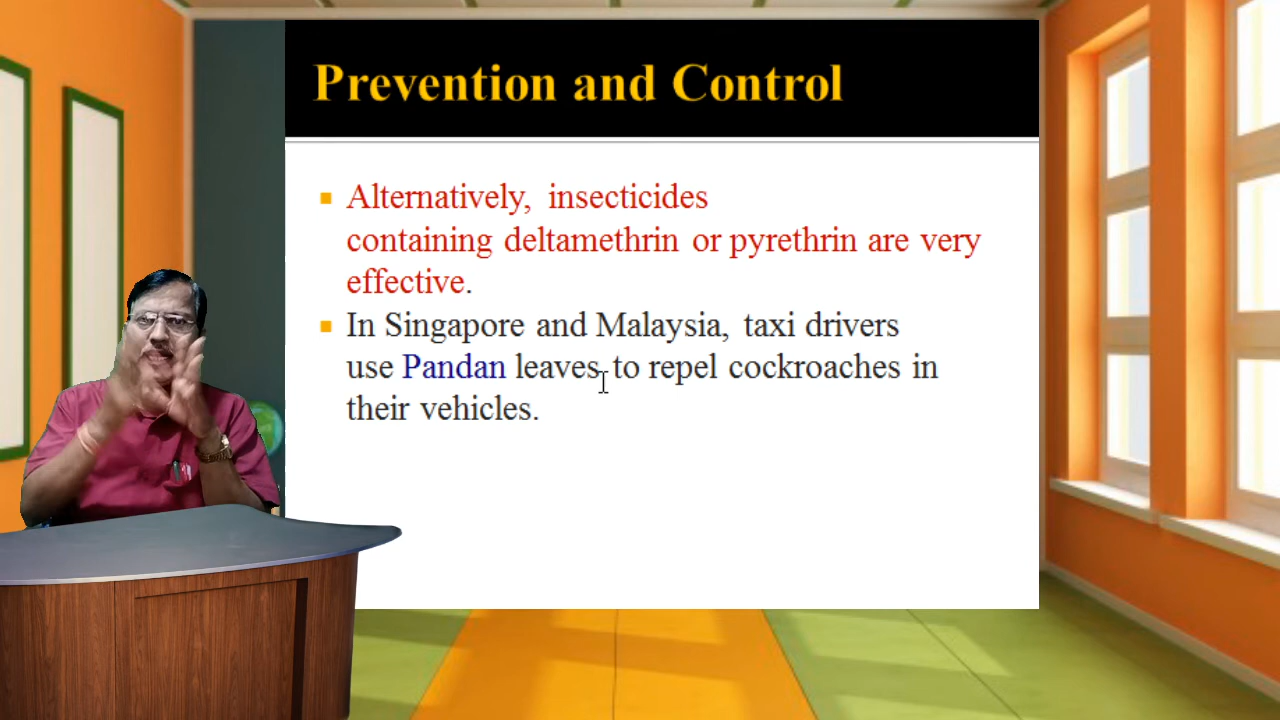 Prevention and Control
Alternatively, insecticides
containing deltamethrin or pyrethrin are very
effective.
In Singapore and Malaysia, taxi drivers
use Pandan leaves to repel cockroaches in
their vehicles.